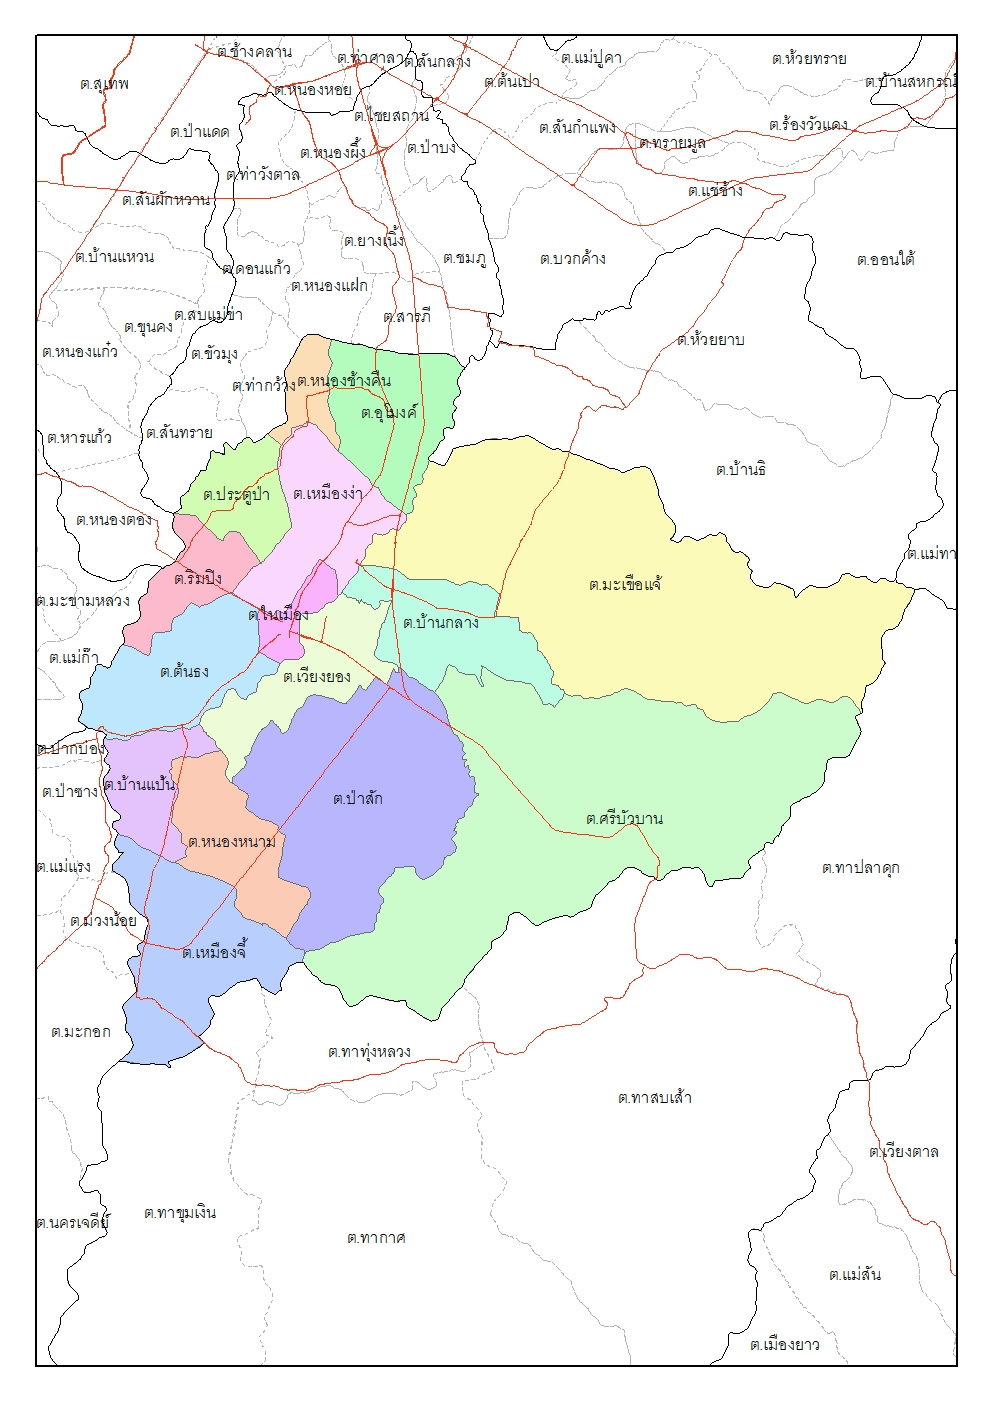 ต.ช้างคลาน
ต.ท่าศาลา
ต.สันกลาง
ต.แม่ปูคา
ต.ห้วยทราย
ต.สุเทพ
ต.หนองหอย
ต.ต้นเปา
ต.บ้านสหกรณ์
ต.ไชยสถาน
ต.ป่าแดด
ต.สันกำแพง
ต.ร้องวัวแดง
ต.หนองผึ้ง
ต.ป่าบง
ต.ทรายมูล
ต.ท่าวังตาล
ต.แช่ช้าง
ต.สันผักหวาน
ต.ยางเนิ้ง
ต.บ้านแหวน
ต.ชมภู
ต.บวกค้าง
ต.ออนใต้
ต.ดอนแก้ว
ต.หนองแฝก
ต.สบแม่ข่า
ต.สารภี
ต.ขุนคง
ต.หนองแก๋ว
ต.ขัวมุง
ต.ห้วยยาบ
ต.ท่ากว้าง
ต.หนองช้างคืน
ต.อุโมงค์
ต.หารแก้ว
ต.สันทราย
ต.บ้านธิ
ต.ประตูป่า
ต.เหมืองง่า
ต.หนองตอง
ต.แม่ทา
ต.ริมปิง
ต.มะเขือแจ้
ต.มะขามหลวง
ต.ในเมือง
ต.บ้านกลาง
ต.แม่ก๊า
ต.ต้นธง
ต.เวียงยอง
ต.ปากบ่อง
ต.บ้านแป้น
ต.ป่าซาง
ต.ป่าสัก
ต.ศรีบัวบาน
ต.หนองหนาม
ต.แม่แรง
ต.ทาปลาดุก
ต.ม่วงน้อย
ต.เหมืองจี้
ต.มะกอก
ต.ทาทุ่งหลวง
ต.ทาสบเส้า
ต.เวียงตาล
ต.ทาขุมเงิน
ต.นครเจดีย์
ต.ทากาศ
ต.แม่สัน
ต.เมืองยาว